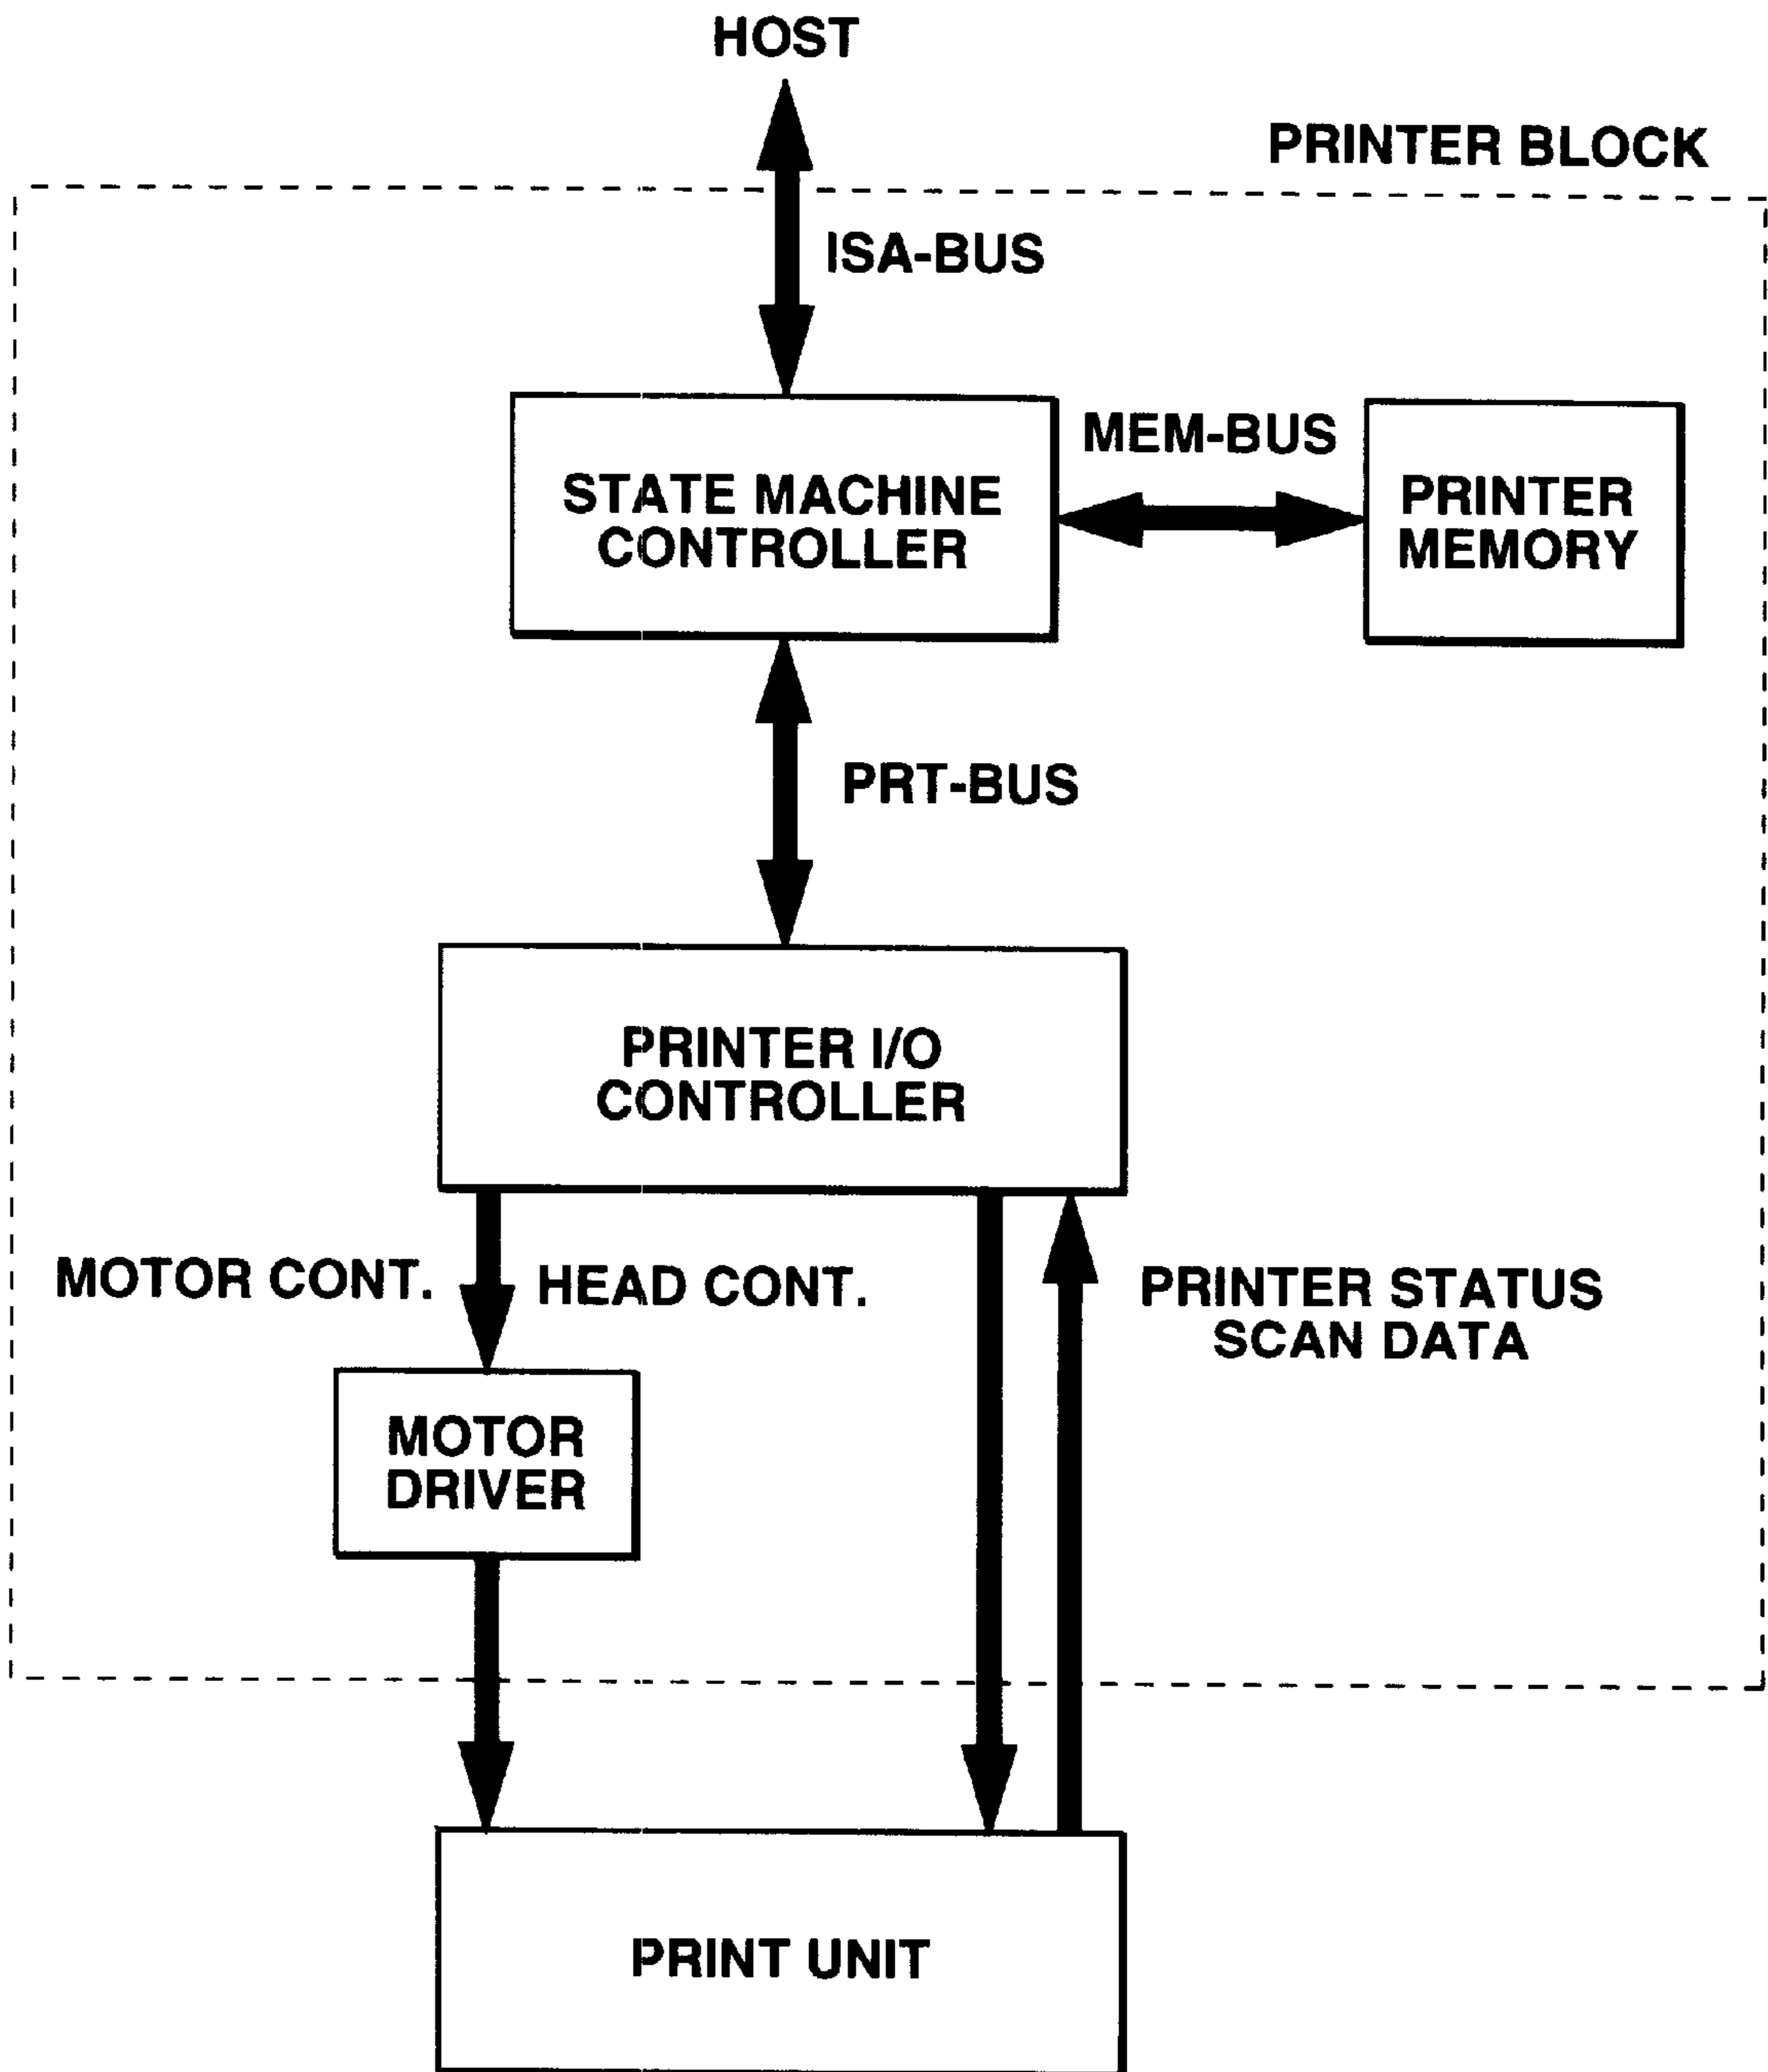 HOST
PRINTER BLOCK
ISA-BUS
STATE MACHINE
CONTROLLER
MEM-BUS
PRINTER
MEMORY
PRT-BUS
PRINTER I/O
CONTROLLER
MOTOR CONT.
HEAD CONT.
PRINTER STATUS
SCAN DATA
MOTOR
DRIVER
PRINT UNIT